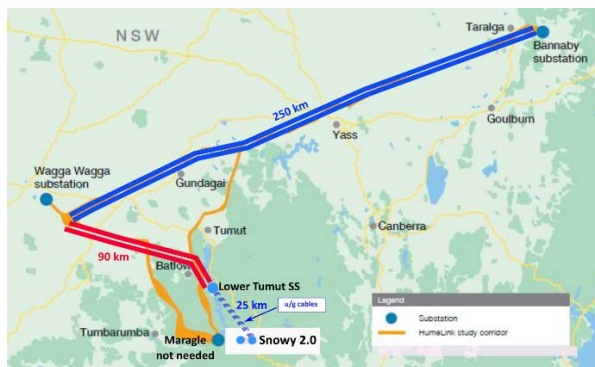 NSW
Taralga
Bannaby
substation
250 km
Goulburn
Yass
Wagga Wagga
substation
Gundagai
Tumut
Canberra
90 km
Batlow
Lower Tumut SS
25 km
u/g cables
Legend
Substation
HumeLink study corridor
Tumbarumba
Maragle
not needed
Snowy 2.0